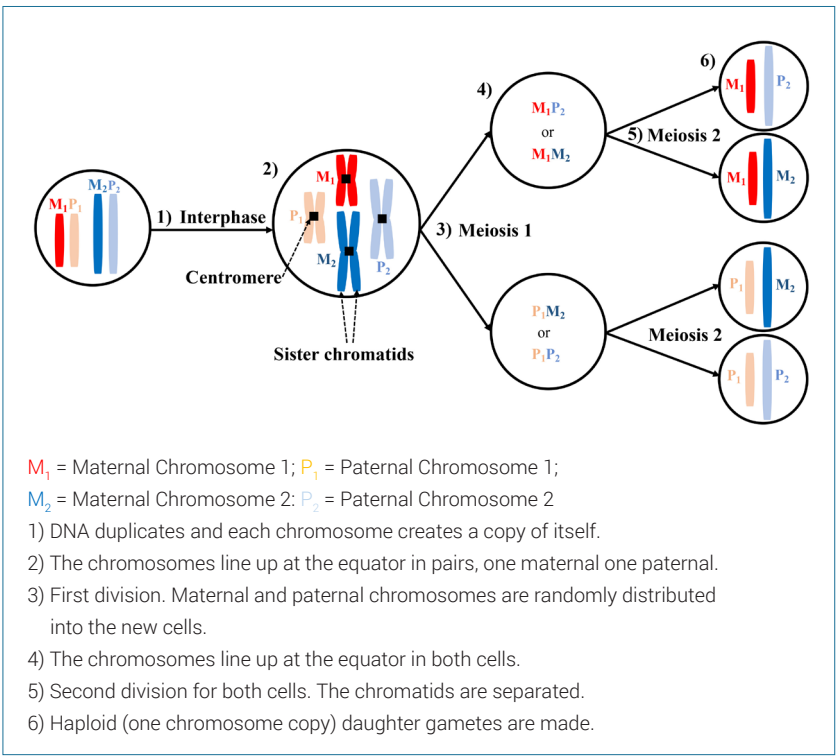 M₁P₁
M₂P₂
1) Interphase
2)
M₁
P₁
M₂
P₂
Centromere
Sister chromatids
3) Meiosis 1
4)
M₁P₂
or
M₁M₂
P₁M₂
or
P₁P₂
5) Meiosis 2
Meiosis 2
6)
M₁ P₂
M₁ M₂
P₁ M₂
P₁ P₂
M₁ = Maternal Chromosome 1; P₁ = Paternal Chromosome 1;
M₂ = Maternal Chromosome 2: P₂ = Paternal Chromosome 2
1) DNA duplicates and each chromosome creates a copy of itself.
2) The chromosomes line up at the equator in pairs, one maternal one paternal.
3) First division. Maternal and paternal chromosomes are randomly distributed
into the new cells.
4) The chromosomes line up at the equator in both cells.
5) Second division for both cells. The chromatids are separated.
6) Haploid (one chromosome copy) daughter gametes are made.